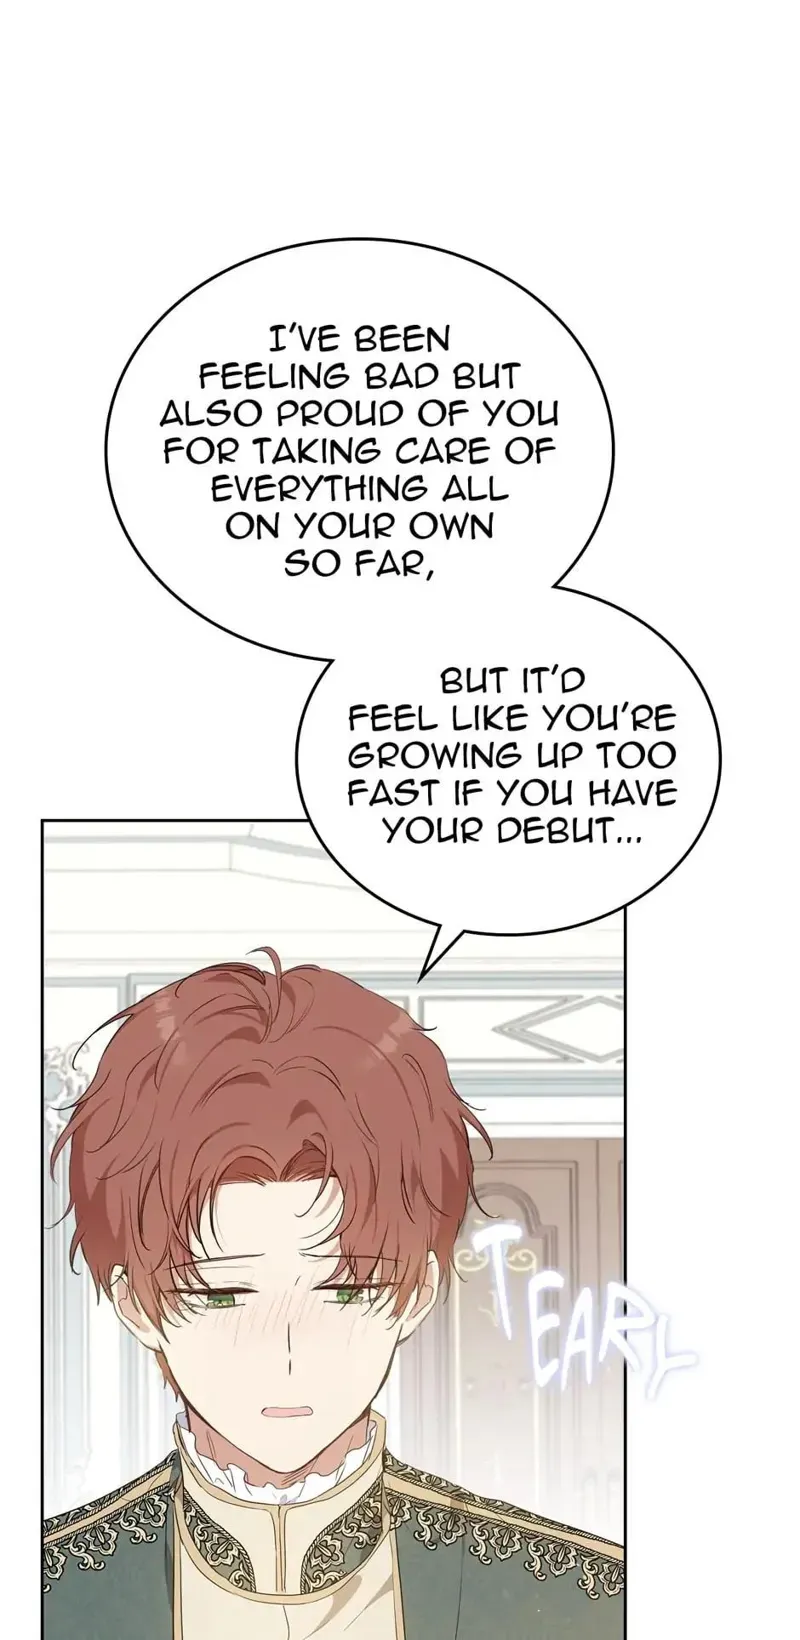 I'VE BEEN
FEELING BAD BUT
ALSO PROUD OF YOU
FOR TAKING CARE OF
EVERYTHING ALL
ON YOUR OWN
SO FAR,
BUT IT'D
FEEL LIKE YOU'RE
GROWING UP TOO
FAST IF YOU HAVE
YOUR DEBUT...
TEARY